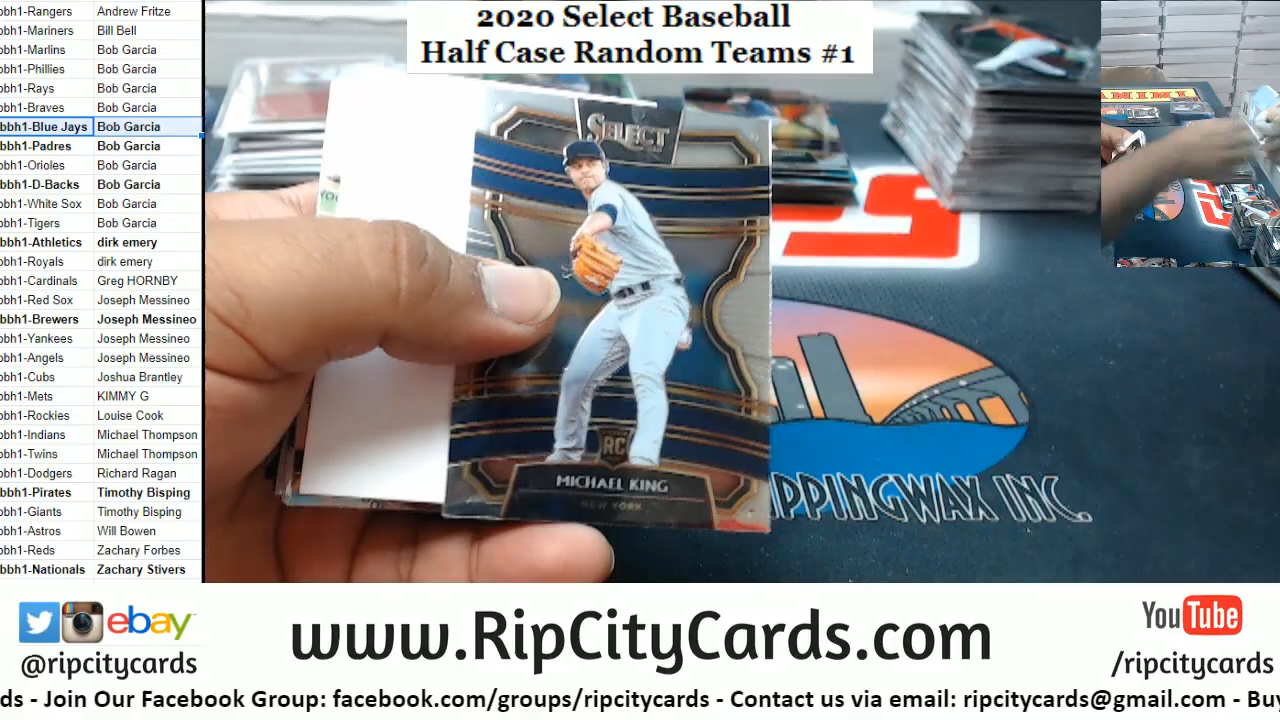 2020 Select Baseball
Half Case Random Teams #1
bh1-Rangers Andrew Fritze
bbh1-Mariners Bill Bell
bbh1-Marlins Bob Garcia
bbh1-Phillies Bob Garcia
bbh1-Rays Bob Garcia
bbh1-Braves Bob Garcia
bbh1-Blue Jays Bob Garcia
bbh1-Padres Bob Garcia
bbh1-Orioles Bob Garcia
bbh1-D-Backs Bob Garcia
bbh1-White Sox Bob Garcia
bbh1-Tigers Bob Garcia
bbh1-Athletics dirk emery
bbh1-Royals dirk emery
bbh1-Cardinals Greg HORNBY
bbh1-Red Sox Joseph Messineo
bbh1-Brewers Joseph Messineo
bbh1-Yankees Joseph Messineo
bbh1-Angels Joseph Messineo
bbh1-Cubs Joshua Brantley
bbh1-Mets KIMMY G
bbh1-Rockies Louise Cook
bbh1-Indians Michael Thompson
bbh1-Twins Michael Thompson
bbh1-Dodgers Richard Ragan
bbh1-Pirates Timothy Bisping
bbh1-Giants Timothy Bisping
bbh1-Astros Will Bowen
bbh1-Reds Zachary Forbes
bbh1-Nationals Zachary Stivers
SELECT
RC
MICHAEL KING
NEW YORK
YOU
PPINGWAX INC.
ebay
@ripcitycards
www.RipCityCards.com
YouTube
/ripcitycards
ds - Join Our Facebook Group: facebook.com/groups/ripcitycards - Contact us via email: ripcitycards@gmail.com - Bu